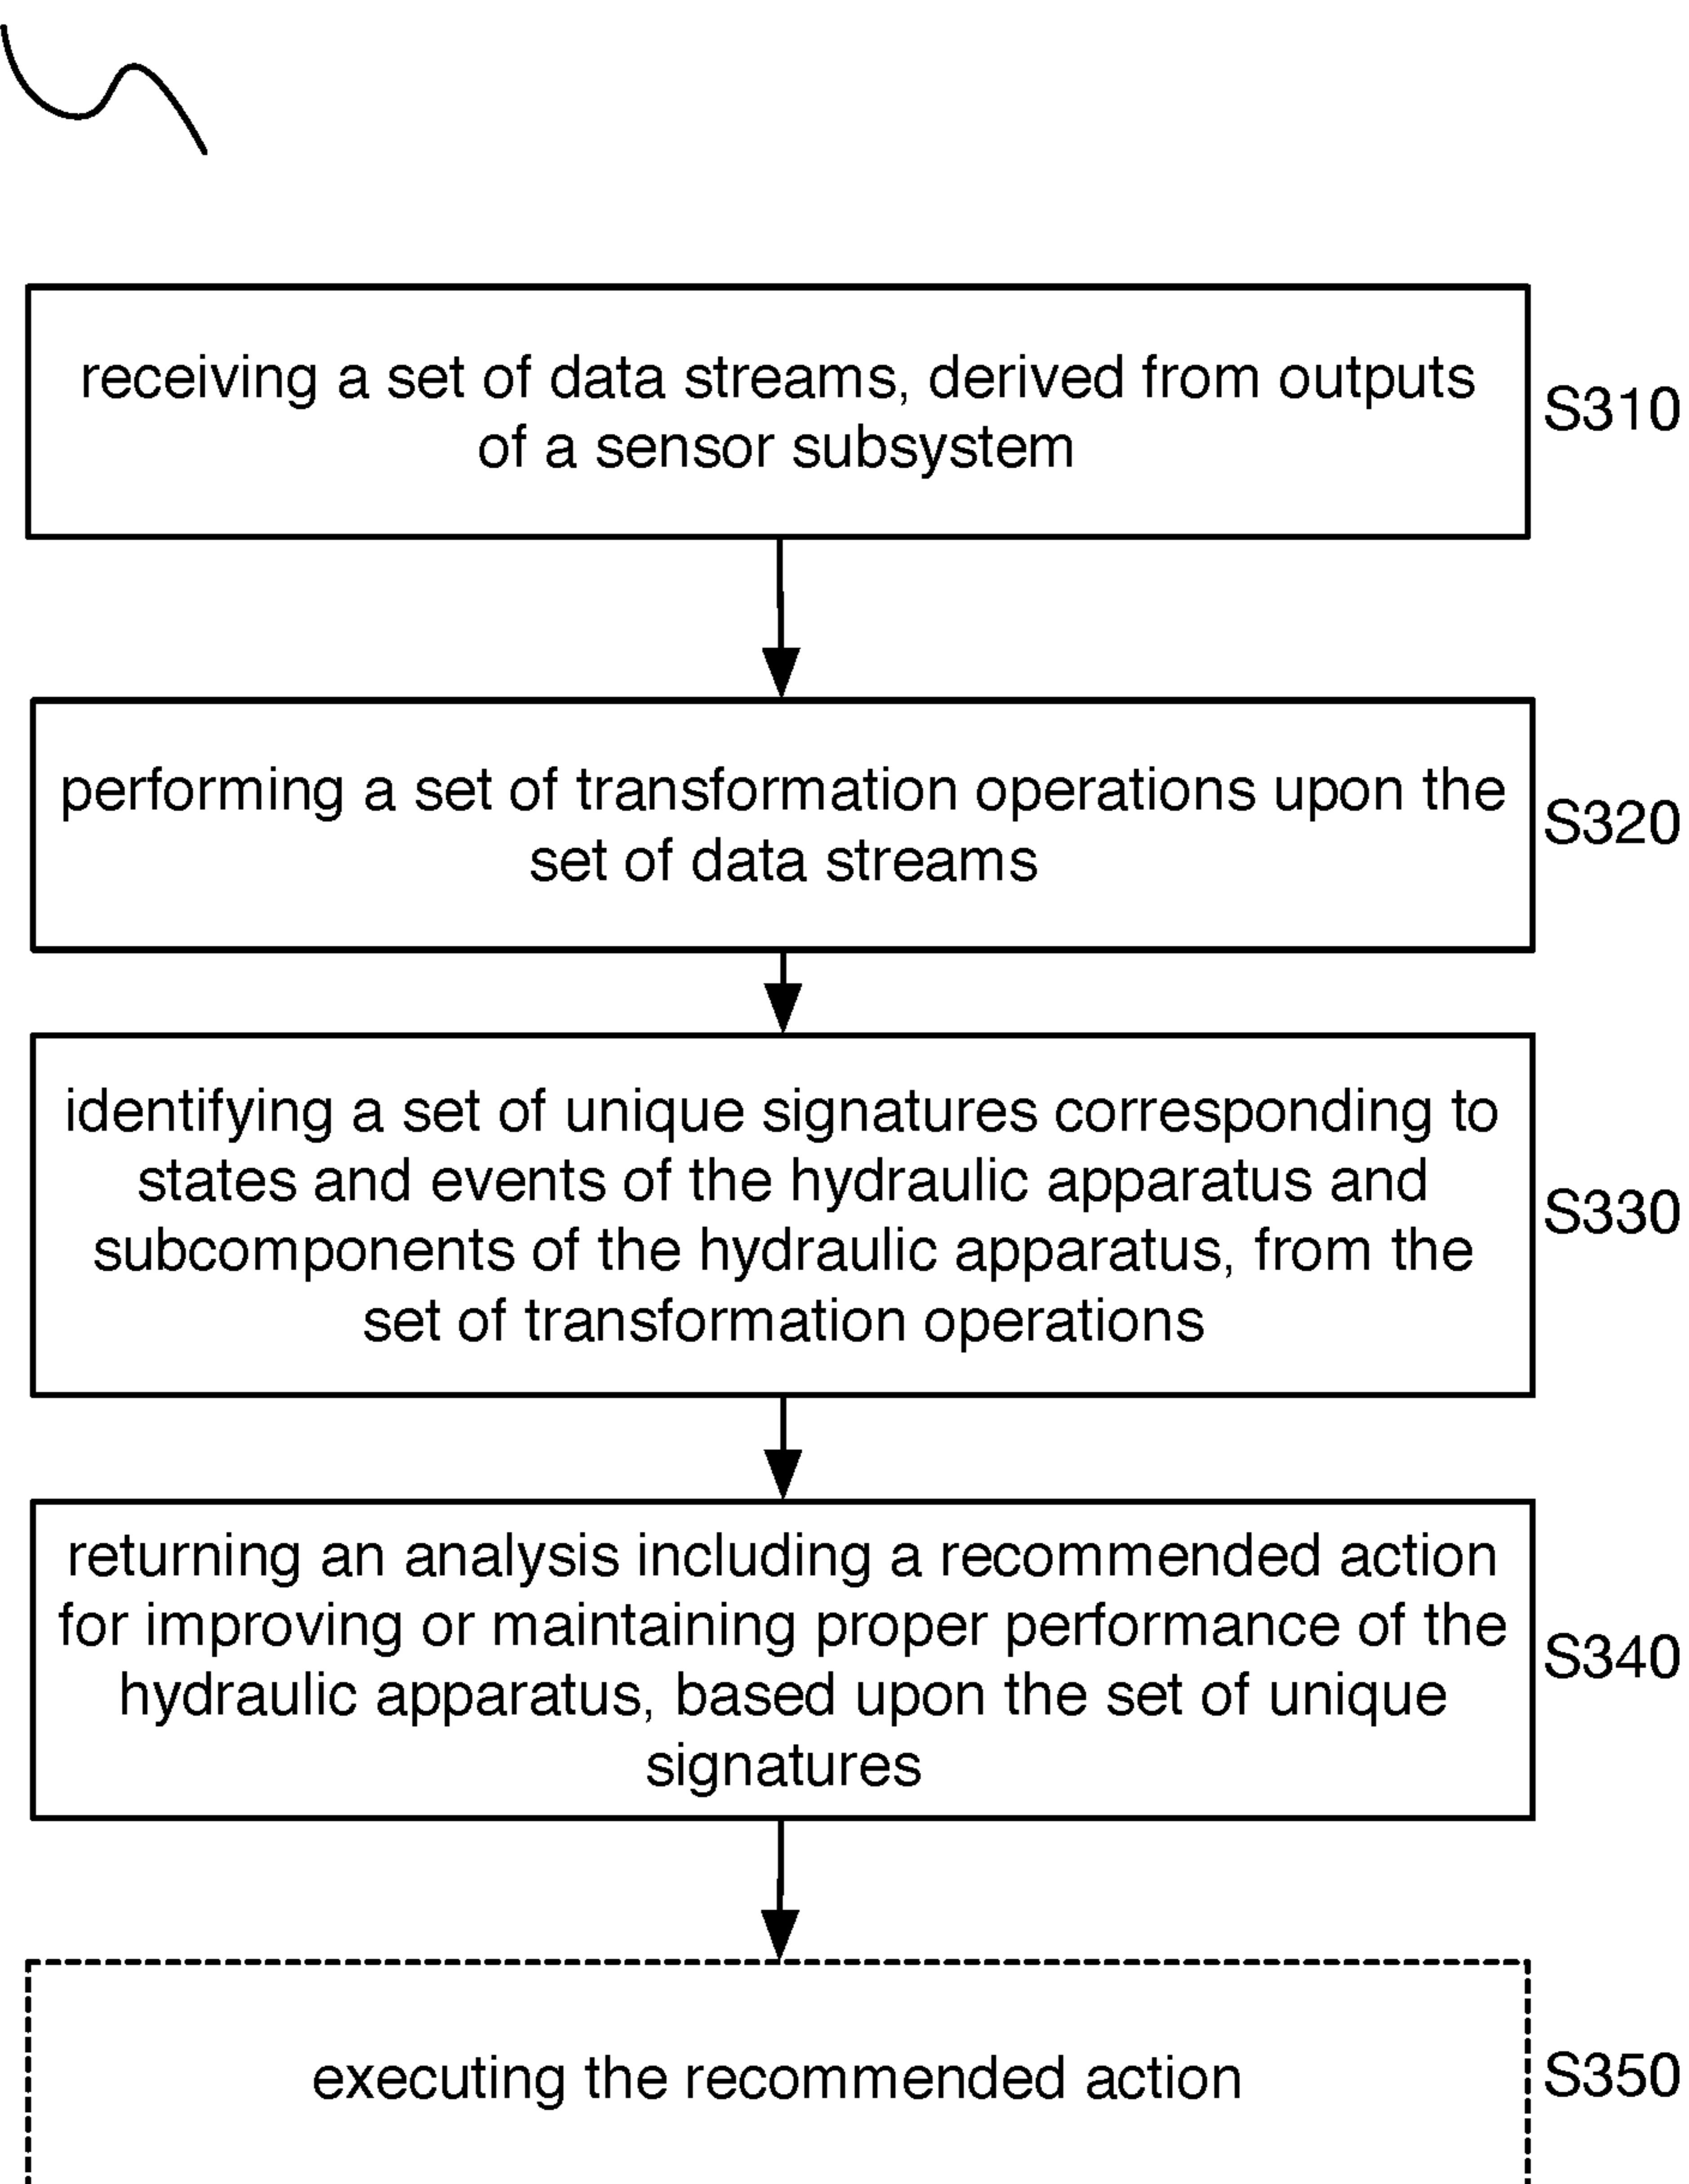 receiving a set of data streams, derived from outputs
of a sensor subsystem
S310
performing a set of transformation operations upon the
set of data streams
S320
identifying a set of unique signatures corresponding to
states and events of the hydraulic apparatus and
subcomponents of the hydraulic apparatus, from the
set of transformation operations
S330
returning an analysis including a recommended action
for improving or maintaining proper performance of the
hydraulic apparatus, based upon the set of unique
signatures
S340
executing the recommended action
S350